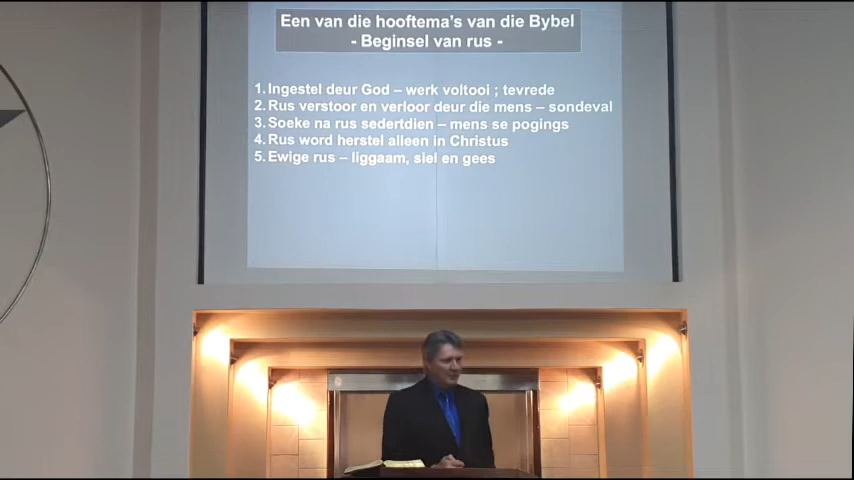 Een van die hooftema's van die Bybel
- Beginsel van rus -
1. Ingestel deur God – werk voltooi ; tevrede
2. Rus verstoor en verloor deur die mens – sondeval
3. Soeke na rus sedertdien – mens se pogings
4. Rus word herstel alleen in Christus
5. Ewige rus – liggaam, siel en gees